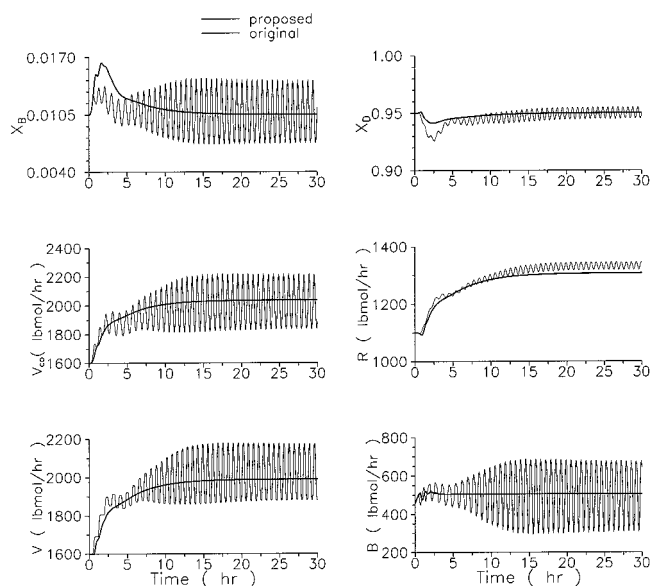 proposed
original
0.0170
0.0105
0.0040
X_B
0 5 10 15 20 25 30
1.00
0.95
0.90
X_D
0 5 10 15 20 25 30
2400
2200
2000
1800
1600
( lbmol/hr )
0 5 10 15 20 25 30
1400
1300
1200
1100
1000
R ( lbmol/hr )
0 5 10 15 20 25 30
2200
2000
1800
1600
V ( lbmol/hr )
0 5 10 15 20 25 30
Time ( hr )
800
600
400
200
B ( lbmol/hr )
0 5 10 15 20 25 30
Time ( hr )